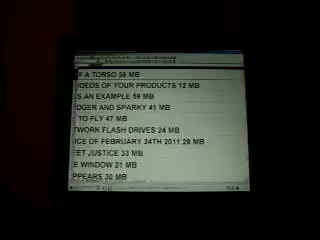 F A TORSO 36 MB
IDEOS OF YOUR PRODUCTS 12 MB
S AN EXAMPLE 59 MB
DGER AND SPARKY 41 MB
TO FLY 47 MB
TWORK FLASH DRIVES 24 MB
ICE OF FEBRUARY 24TH 2011 29 MB
EET JUSTICE 33 MB
E WINDOW 21 MB
PPEARS 30 MB